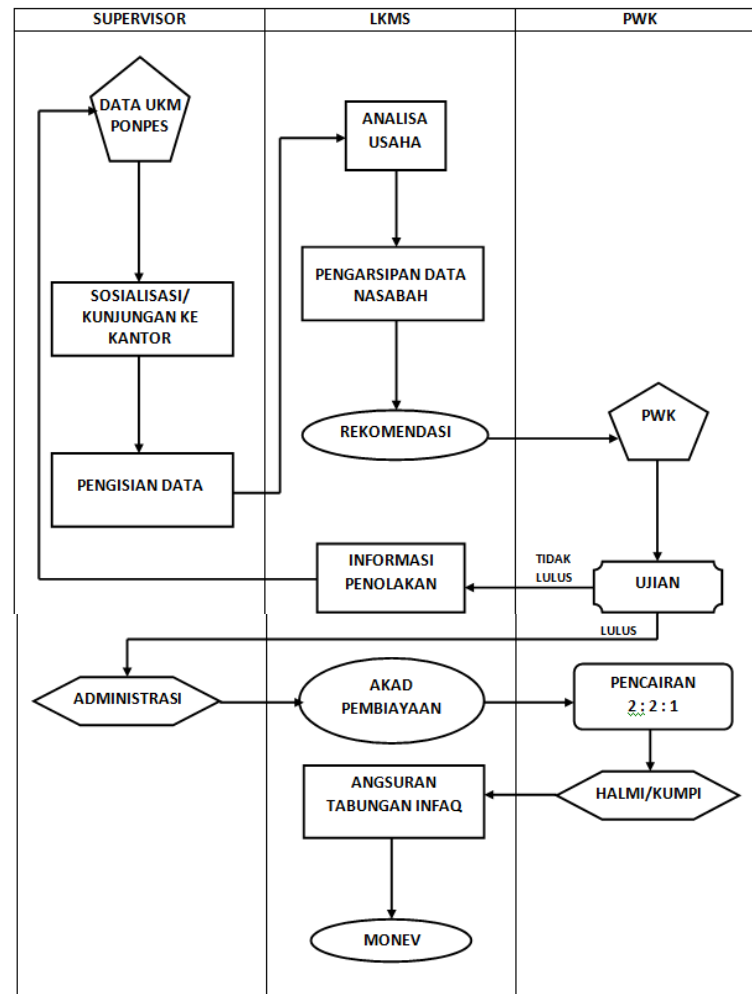 SUPERVISOR
LKMS
PWK
DATA UKM
PONPES
ANALISA
USAHA
SOSIALISASI/
KUNJUNGAN KE
KANTOR
PENGARSIPAN DATA
NASABAH
PENGISIAN DATA
REKOMENDASI
PWK
INFORMASI
PENOLAKAN
TIDAK
LULUS
UJIAN
LULUS
ADMINISTRASI
AKAD
PEMBIAYAAN
PENCAIRAN
2 : 2 : 1
ANGSURAN
TABUNGAN INFAQ
HALMI/KUMPI
MONEV